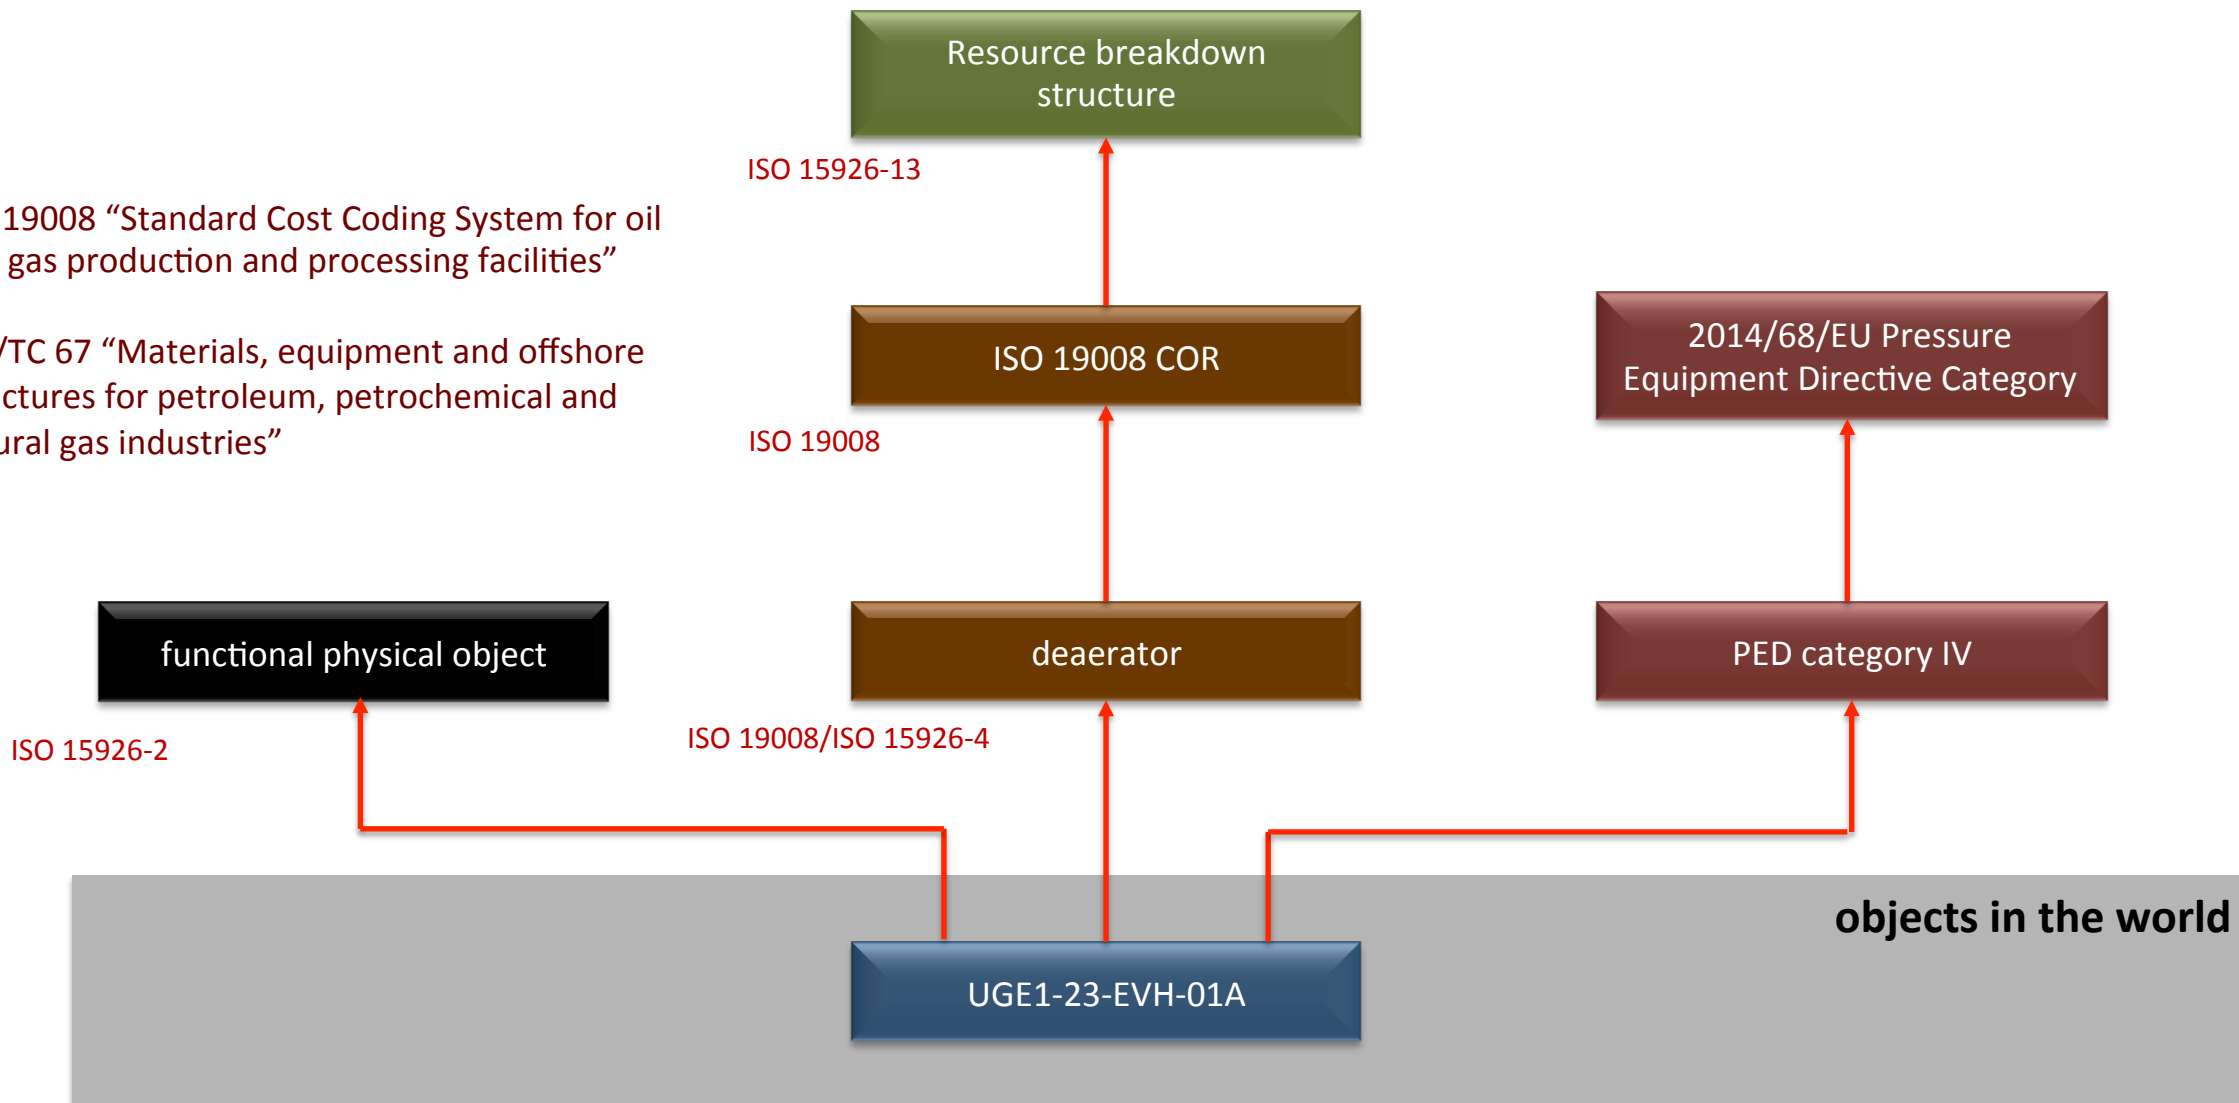 Resource breakdown
structure
ISO 15926-13
19008 “Standard Cost Coding System for oil
gas production and processing facilities”
/TC 67 “Materials, equipment and offshore
ctures for petroleum, petrochemical and
ural gas industries”
ISO 19008 COR
2014/68/EU Pressure
Equipment Directive Category
ISO 19008
functional physical object
deaerator
PED category IV
ISO 15926-2
ISO 19008/ISO 15926-4
objects in the world
UGE1-23-EVH-01A